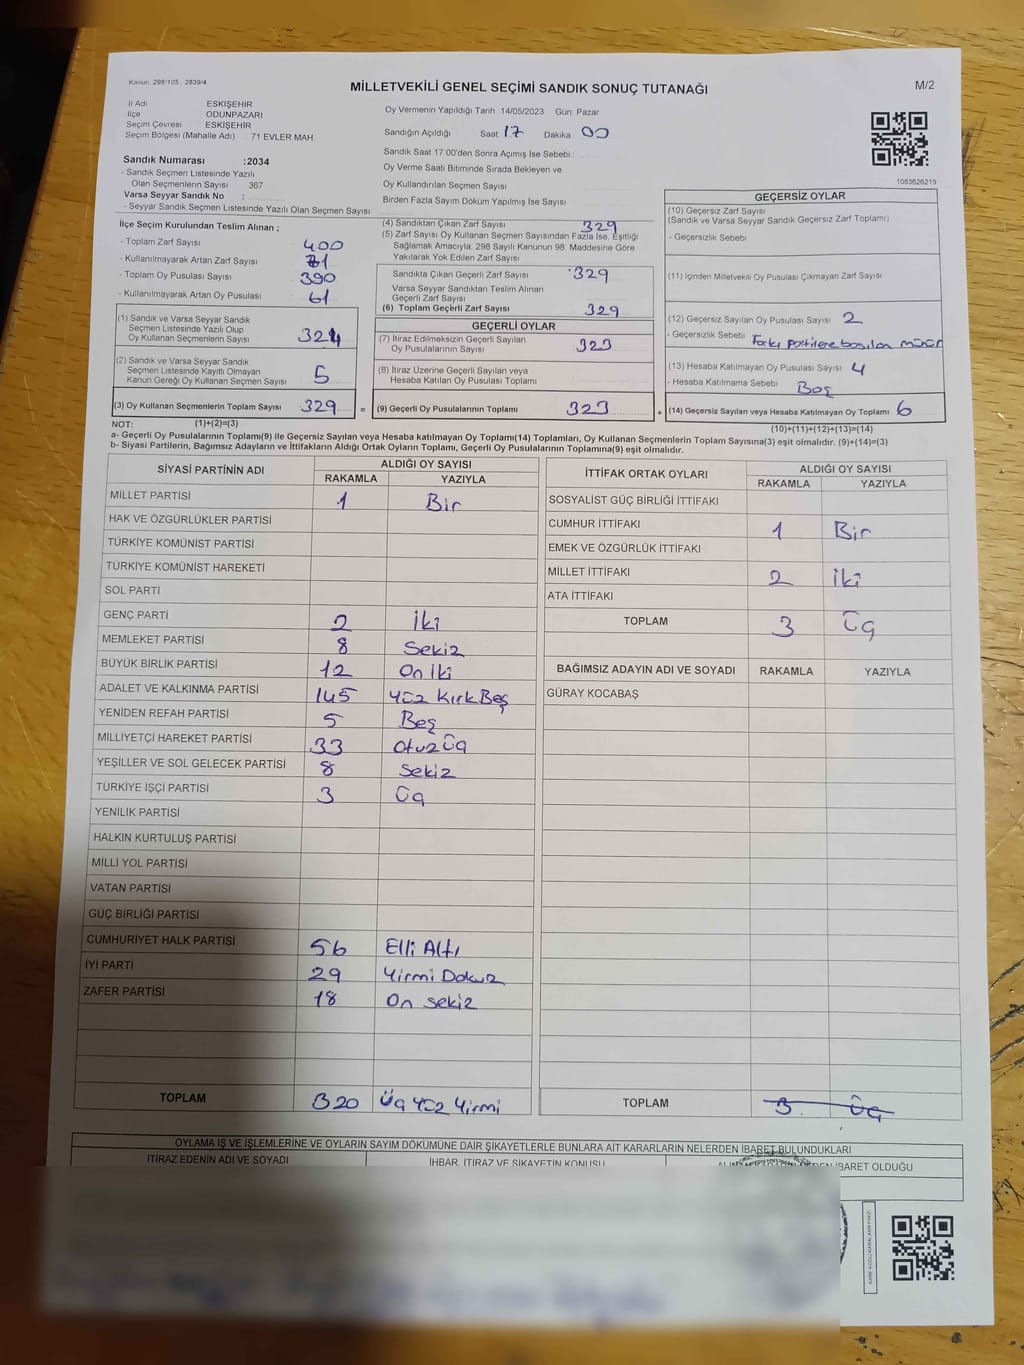 Kanun. 298/105 , 2839/4
MİLLETVEKİLİ GENEL SEÇİMİ SANDIK SONUÇ TUTANAĞI
M/2
İl Adı ESKİŞEHİR
İlçe ODUNPAZARI
Seçim Çevresi ESKİŞEHİR
Seçim Bölgesi (Mahalle Adı) 71 EVLER MAH.
Sandık Numarası :2034
- Sandık Seçmen Listesinde Yazılı
Olan Seçmenlerin Sayısı 367
Varsa Seyyar Sandık No :
- Seyyar Sandık Seçmen Listesinde Yazılı Olan Seçmen Sayısı
Oy Vermenin Yapıldığı Tarih :14/05/2023 Gün: Pazar
Sandığın Açıldığı Saat 17 Dakika 00
Sandık Saat 17:00'den Sonra Açımış İse Sebebi :
Oy Verme Saati Bitiminde Sırada Bekleyen ve
Oy Kullandırılan Seçmen Sayısı
Birden Fazla Sayım Döküm Yapılmış İse Sayısı
1083626219
İlçe Seçim Kurulundan Teslim Alınan ;
- Toplam Zarf Sayısı 400
- Kullanılmayarak Artan Zarf Sayısı 71
- Toplam Oy Pusulası Sayısı 390
- Kullanılmayarak Artan Oy Pusulası 61
(1) Sandık ve Varsa Seyyar Sandık
Seçmen Listesinde Yazılı Olup
Oy Kullanan Seçmenlerin Sayısı 324
(2) Sandık ve Varsa Seyyar Sandık
Seçmen Listesinde Kayıtlı Olmayan
Kanun Gereği Oy Kullanan Seçmen Sayısı 5
(3) Oy Kullanan Seçmenlerin Toplam Sayısı 329
(4) Sandıktan Çıkan Zarf Sayısı 329
(5) Zarf Sayısı Oy Kullanan Seçmen Sayısından Fazla İse, Eşitliği
Sağlamak Amacıyla, 298 Sayılı Kanunun 98. Maddesine Göre
Yakılarak Yok Edilen Zarf Sayısı
Sandıkta Çıkan Geçerli Zarf Sayısı 329
Varsa Seyyar Sandıktan Teslim Alınan
Geçerli Zarf Sayısı
(6) Toplam Geçerli Zarf Sayısı 329
GEÇERLİ OYLAR
(7) İtiraz Edilmeksizin Geçerli Sayılan
Oy Pusulalarının Sayısı 323
(8) İtiraz Üzerine Geçerli Sayılan veya
Hesaba Katılan Oy Pusulası Toplamı
= (9) Geçerli Oy Pusulalarının Toplamı 323
GEÇERSİZ OYLAR
(10) Geçersiz Zarf Sayısı
(Sandık ve Varsa Seyyar Sandık Geçersiz Zarf Toplamı)
- Geçersizlik Sebebi
(11) İçinden Milletvekili Oy Pusulası Çıkmayan Zarf Sayısı
(12) Geçersiz Sayılan Oy Pusulası Sayısı 2
- Geçersizlik Sebebi Farklı partilere basılan mühür
(13) Hesaba Katılmayan Oy Pusulası Sayısı 4
- Hesaba Katılmama Sebebi Boş
+ (14) Geçersiz Sayılan veya Hesaba Katılmayan Oy Toplamı 6
NOT: (1)+(2)=(3)
(10)+(11)+(12)+(13)=(14)
a- Geçerli Oy Pusulalarının Toplamı(9) ile Geçersiz Sayılan veya Hesaba katılmayan Oy Toplamı(14) Toplamları, Oy Kullanan Seçmenlerin Toplam Sayısına(3) eşit olmalıdır. (9)+(14)=(3)
b- Siyasi Partilerin, Bağımsız Adayların ve İttifakların Aldığı Ortak Oyların Toplamı, Geçerli Oy Pusulalarının Toplamına(9) eşit olmalıdır.
SİYASİ PARTİNİN ADI ALDIĞI OY SAYISI
RAKAMLA YAZIYLA
MİLLET PARTİSİ 1 Bir
HAK VE ÖZGÜRLÜKLER PARTİSİ
TÜRKİYE KOMÜNİST PARTİSİ
TÜRKİYE KOMÜNİST HAREKETİ
SOL PARTİ
GENÇ PARTİ 2 İki
MEMLEKET PARTİSİ 8 Sekiz
BÜYÜK BİRLİK PARTİSİ 12 On İki
ADALET VE KALKINMA PARTİSİ 145 Yüz Kırk Beş
YENİDEN REFAH PARTİSİ 5 Beş
MİLLİYETÇİ HAREKET PARTİSİ 33 Otuz Üç
YEŞİLLER VE SOL GELECEK PARTİSİ 8 Sekiz
TÜRKİYE İŞÇİ PARTİSİ 3 Üç
YENİLİK PARTİSİ
HALKIN KURTULUŞ PARTİSİ
MİLLİ YOL PARTİSİ
VATAN PARTİSİ
GÜÇ BİRLİĞİ PARTİSİ
CUMHURİYET HALK PARTİSİ 56 Elli Altı
İYİ PARTİ 29 Yirmi Dokuz
ZAFER PARTİSİ 18 On sekiz
TOPLAM 320 Üç Yüz Yirmi
İTTİFAK ORTAK OYLARI ALDIĞI OY SAYISI
RAKAMLA YAZIYLA
SOSYALİST GÜÇ BİRLİĞİ İTTİFAKI
CUMHUR İTTİFAKI 1 Bir
EMEK VE ÖZGÜRLÜK İTTİFAKI
MİLLET İTTİFAKI 2 İki
ATA İTTİFAKI
TOPLAM 3 Üç
BAĞIMSIZ ADAYIN ADI VE SOYADI RAKAMLA YAZIYLA
GÜRAY KOCABAŞ
TOPLAM 3 Üç
OYLAMA İŞ VE İŞLEMLERİNE VE OYLARIN SAYIM DÖKÜMÜNE DAİR ŞİKAYETLERLE BUNLARA AİT KARARLARIN NELERDEN İBARET BULUNDUKLARI
İTİRAZ EDENİN ADI VE SOYADI İHBAR, İTİRAZ VE ŞİKAYETİN KONUSU İBARET OLDUĞU